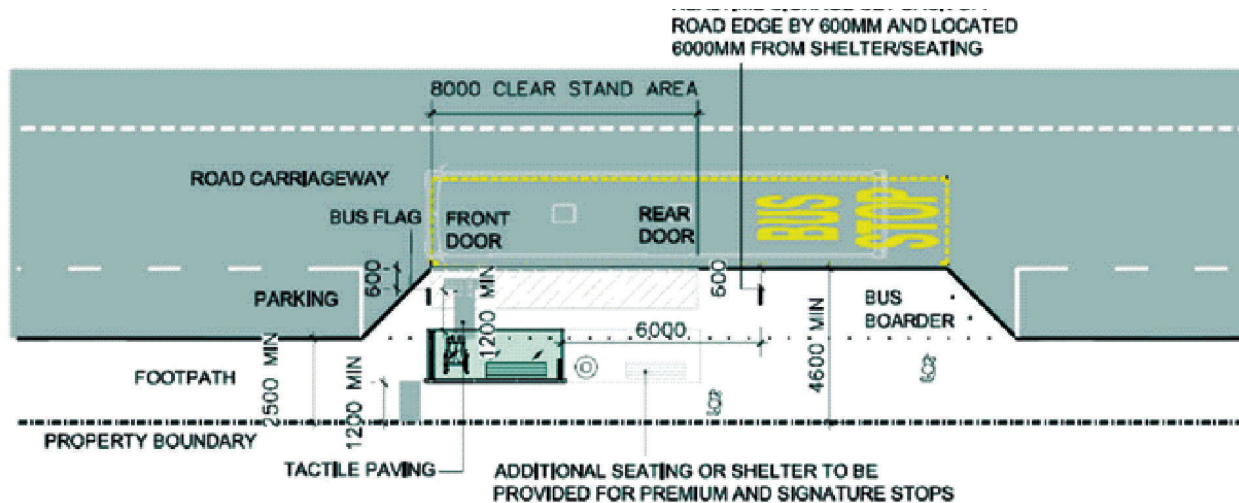 ROAD EDGE BY 600MM AND LOCATED
6000MM FROM SHELTER/SEATING
8000 CLEAR STAND AREA
ROAD CARRIAGEWAY
BUS FLAG
FRONT
DOOR
REAR
DOOR
BUS
STOP
600
1200 MIN
600
PARKING
BUS
BOARDER
6000
4600 MIN
2500 MIN
FOOTPATH
1200 MIN
PROPERTY BOUNDARY
TACTILE PAVING
ADDITIONAL SEATING OR SHELTER TO BE
PROVIDED FOR PREMIUM AND SIGNATURE STOPS